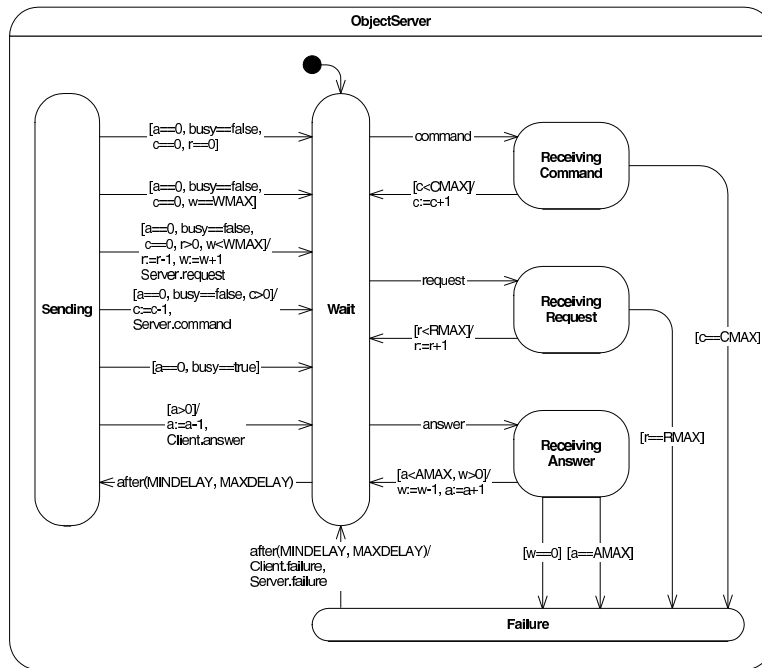 ObjectServer
[a==0, busy==false,
c==0, r==0]
command
Receiving
Command
[a==0, busy==false,
c==0, w==WMAX]
[c<CMAX]/
c:=c+1
[a==0, busy==false,
c==0, r>0, w<WMAX]/
r:=r-1, w:=w+1
Server.request
Sending
[a==0, busy==false, c>0]/
c:=c-1,
Server.command
Wait
request
Receiving
Request
[r<RMAX]/
r:=r+1
[c==CMAX]
[a==0, busy==true]
[a>0]/
a:=a-1,
Client.answer
answer
Receiving
Answer
[r==RMAX]
after(MINDELAY, MAXDELAY)
[a<AMAX, w>0]/
w:=w-1, a:=a+1
after(MINDELAY, MAXDELAY)/
Client.failure,
Server.failure
[w==0]
[a==AMAX]
Failure